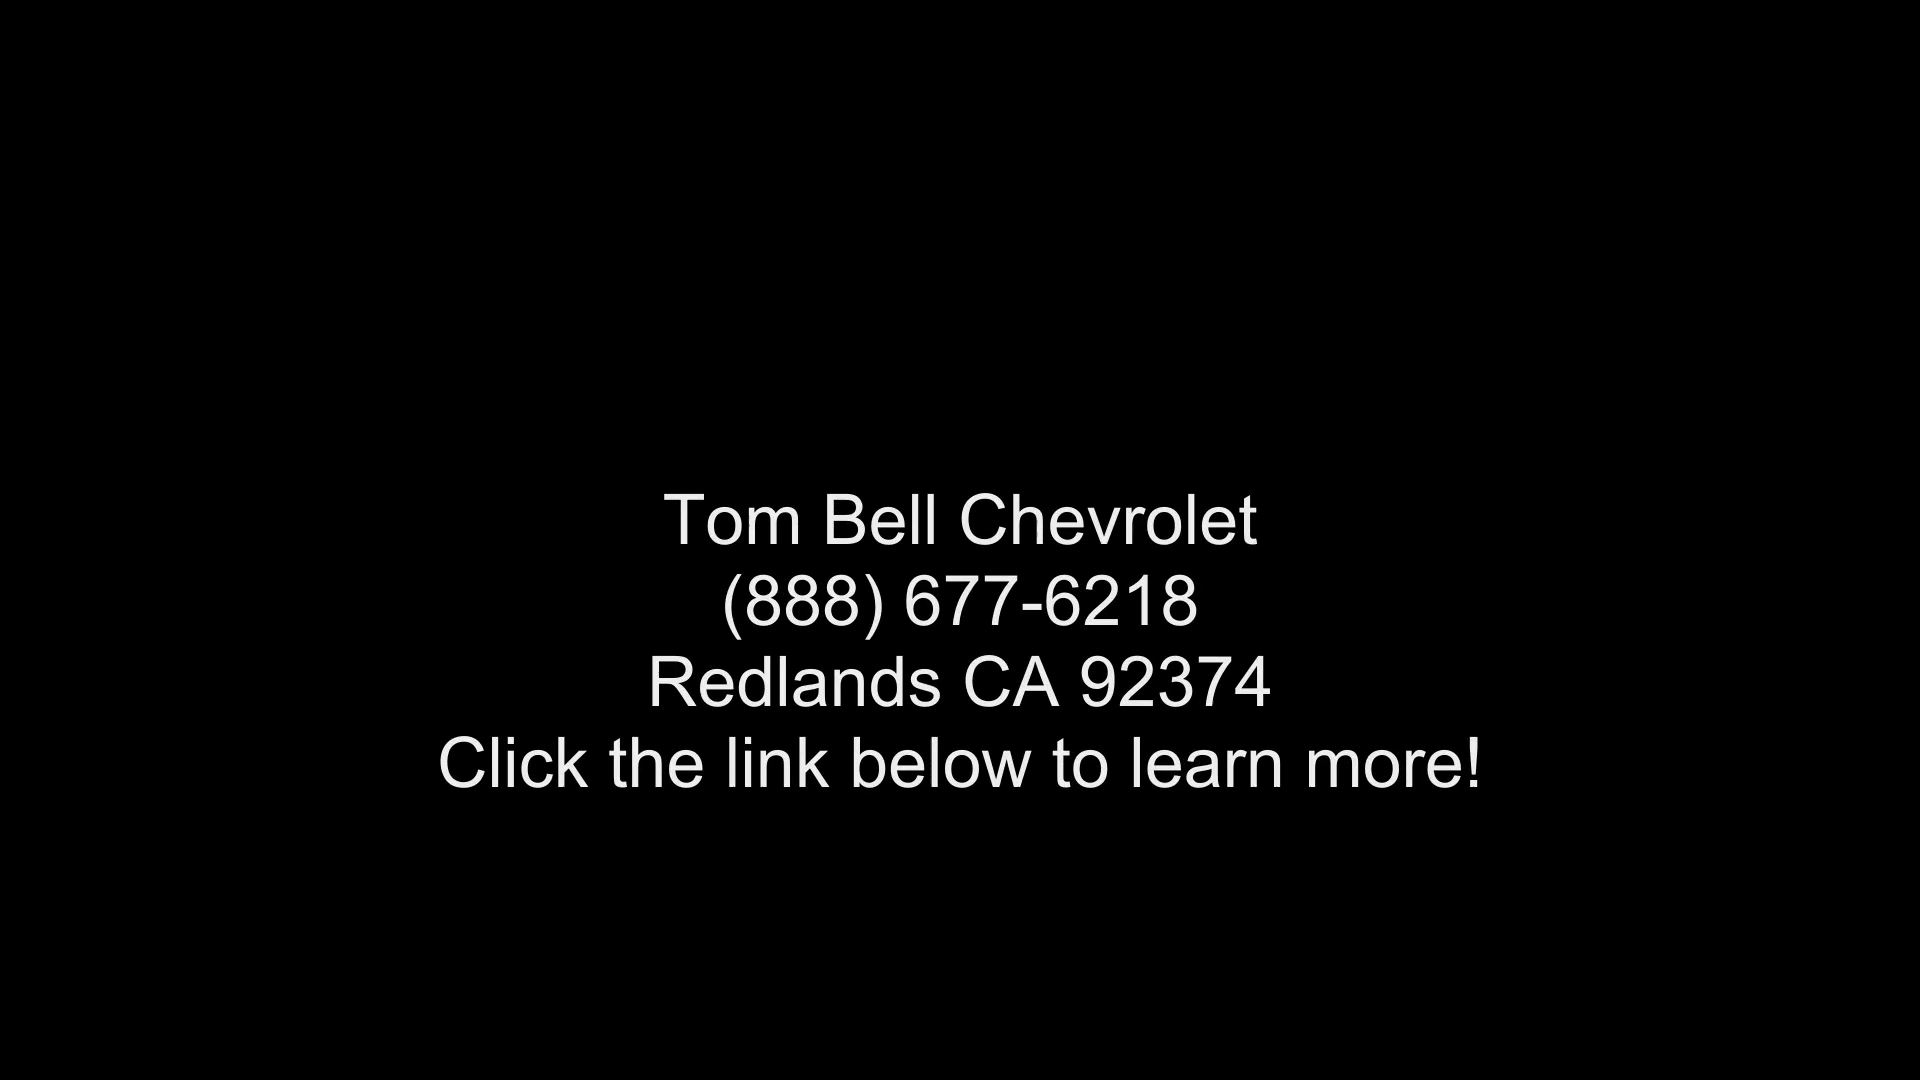 Tom Bell Chevrolet
(888) 677-6218
Redlands CA 92374
Click the link below to learn more!